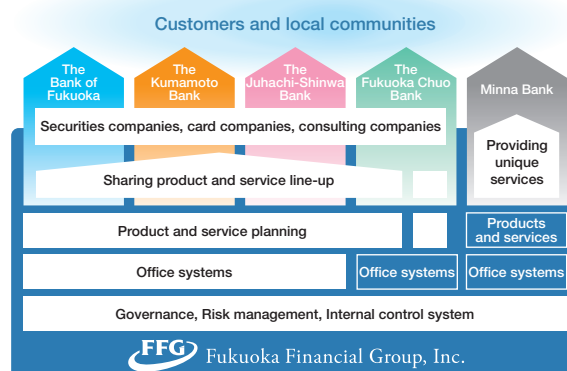 Customers and local communities
The
Bank of
Fukuoka
The
Kumamoto
Bank
The
Juhachi-Shinwa
Bank
The
Fukuoka Chuo
Bank
Minna Bank
Securities companies, card companies, consulting companies
Providing
unique
services
Sharing product and service line-up
Product and service planning
Products
and services
Office systems
Office systems
Office systems
Governance, Risk management, Internal control system
FFG Fukuoka Financial Group, Inc.